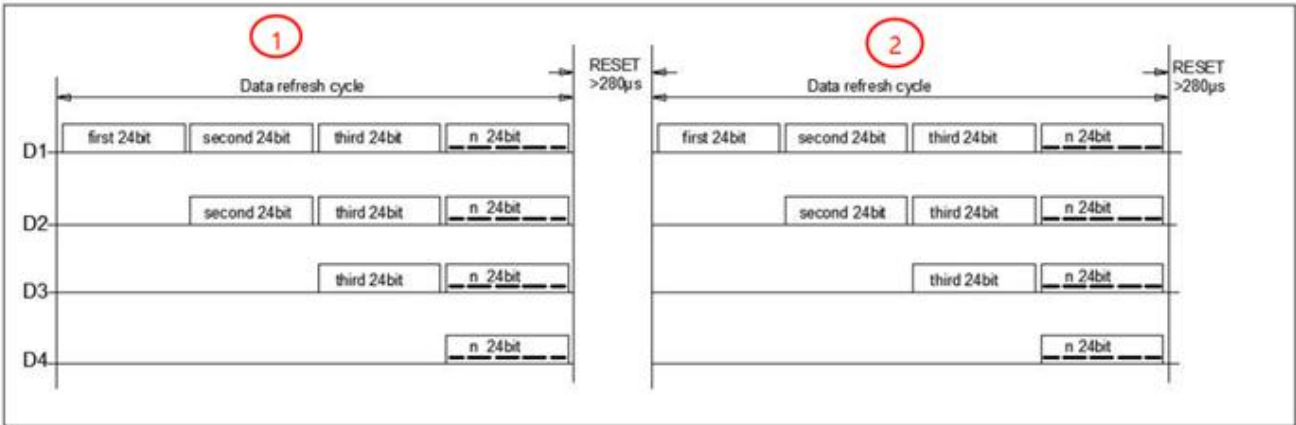 1
2
Data refresh cycle
RESET
>280μs
Data refresh cycle
RESET
>280μs
D1 first 24bit second 24bit third 24bit n 24bit first 24bit second 24bit third 24bit n 24bit
D2 second 24bit third 24bit n 24bit second 24bit third 24bit n 24bit
D3 third 24bit n 24bit third 24bit n 24bit
D4 n 24bit n 24bit